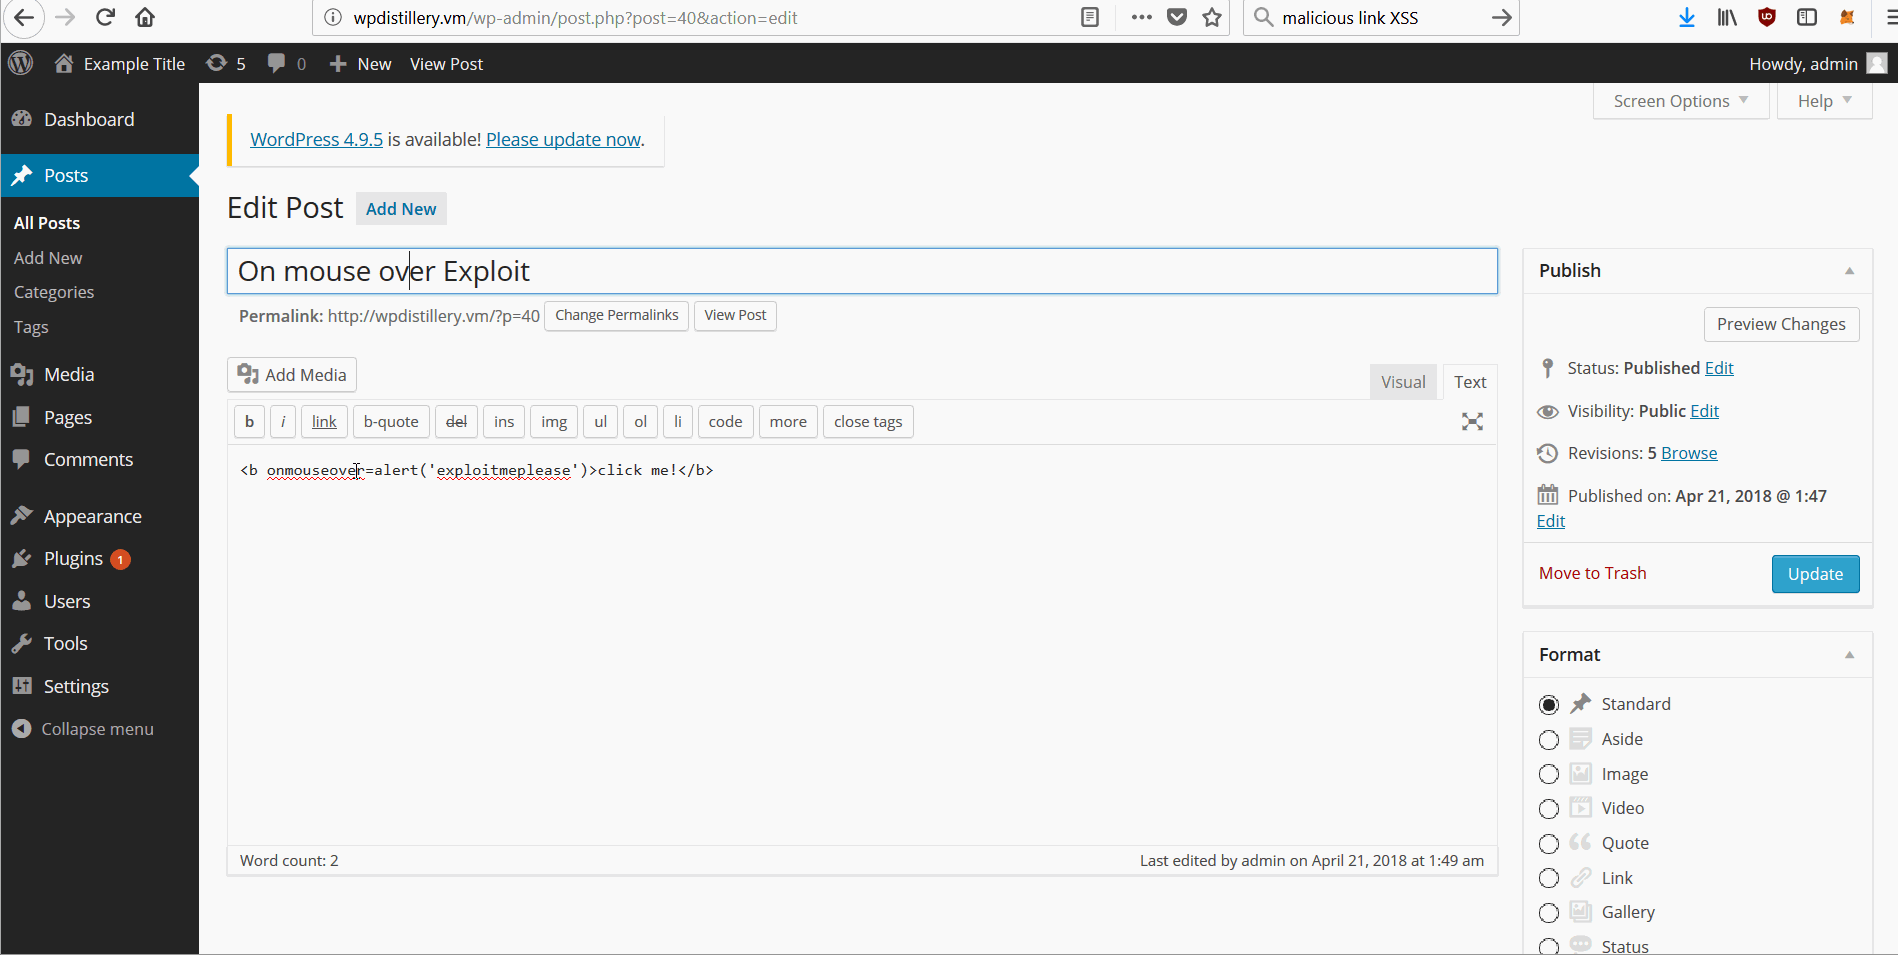 wpdistillery.vm/wp-admin/post.php?post=40&action=edit
malicious link XSS
Example Title 5 0 New View Post Howdy, admin
Screen Options Help
Dashboard
Posts
All Posts
Add New
Categories
Tags
Media
Pages
Comments
Appearance
Plugins 1
Users
Tools
Settings
Collapse menu
WordPress 4.9.5 is available! Please update now.
Edit Post Add New
On mouse over Exploit
Permalink: http://wpdistillery.vm/?p=40 Change Permalinks View Post
Add Media
Visual Text
b i link b-quote del ins img ul ol li code more close tags
<b onmouseover=alert('exploitmeplease')>click me!</b>
Word count: 2 Last edited by admin on April 21, 2018 at 1:49 am
Publish
Preview Changes
Status: Published Edit
Visibility: Public Edit
Revisions: 5 Browse
Published on: Apr 21, 2018 @ 1:47
Edit
Move to Trash Update
Format
Standard
Aside
Image
Video
Quote
Link
Gallery
Status